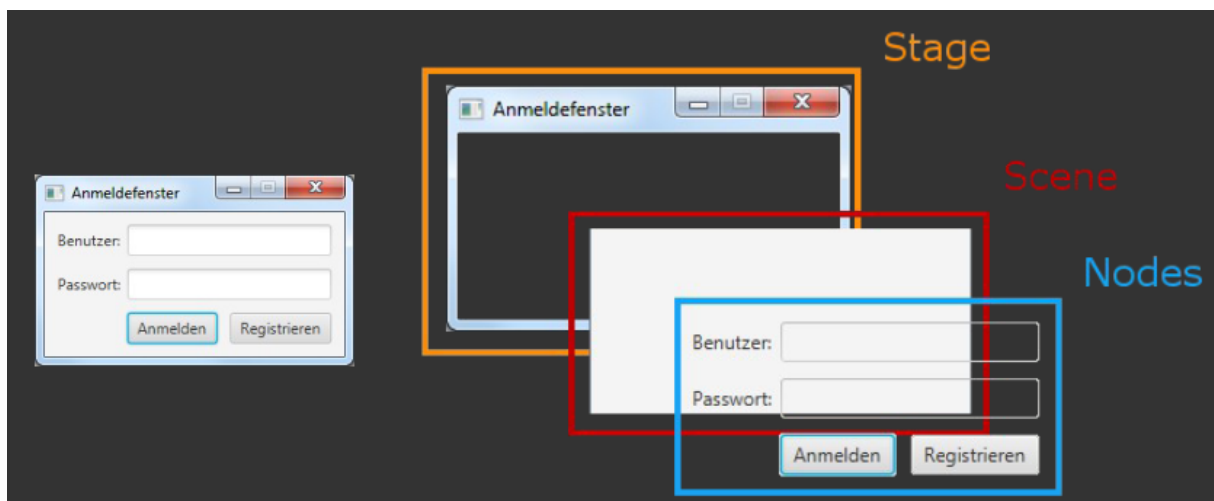 Anmeldefenster
Benutzer:
Passwort:
Anmelden Registrieren
Stage
Anmeldefenster
Scene
Nodes
Benutzer:
Passwort:
Anmelden Registrieren